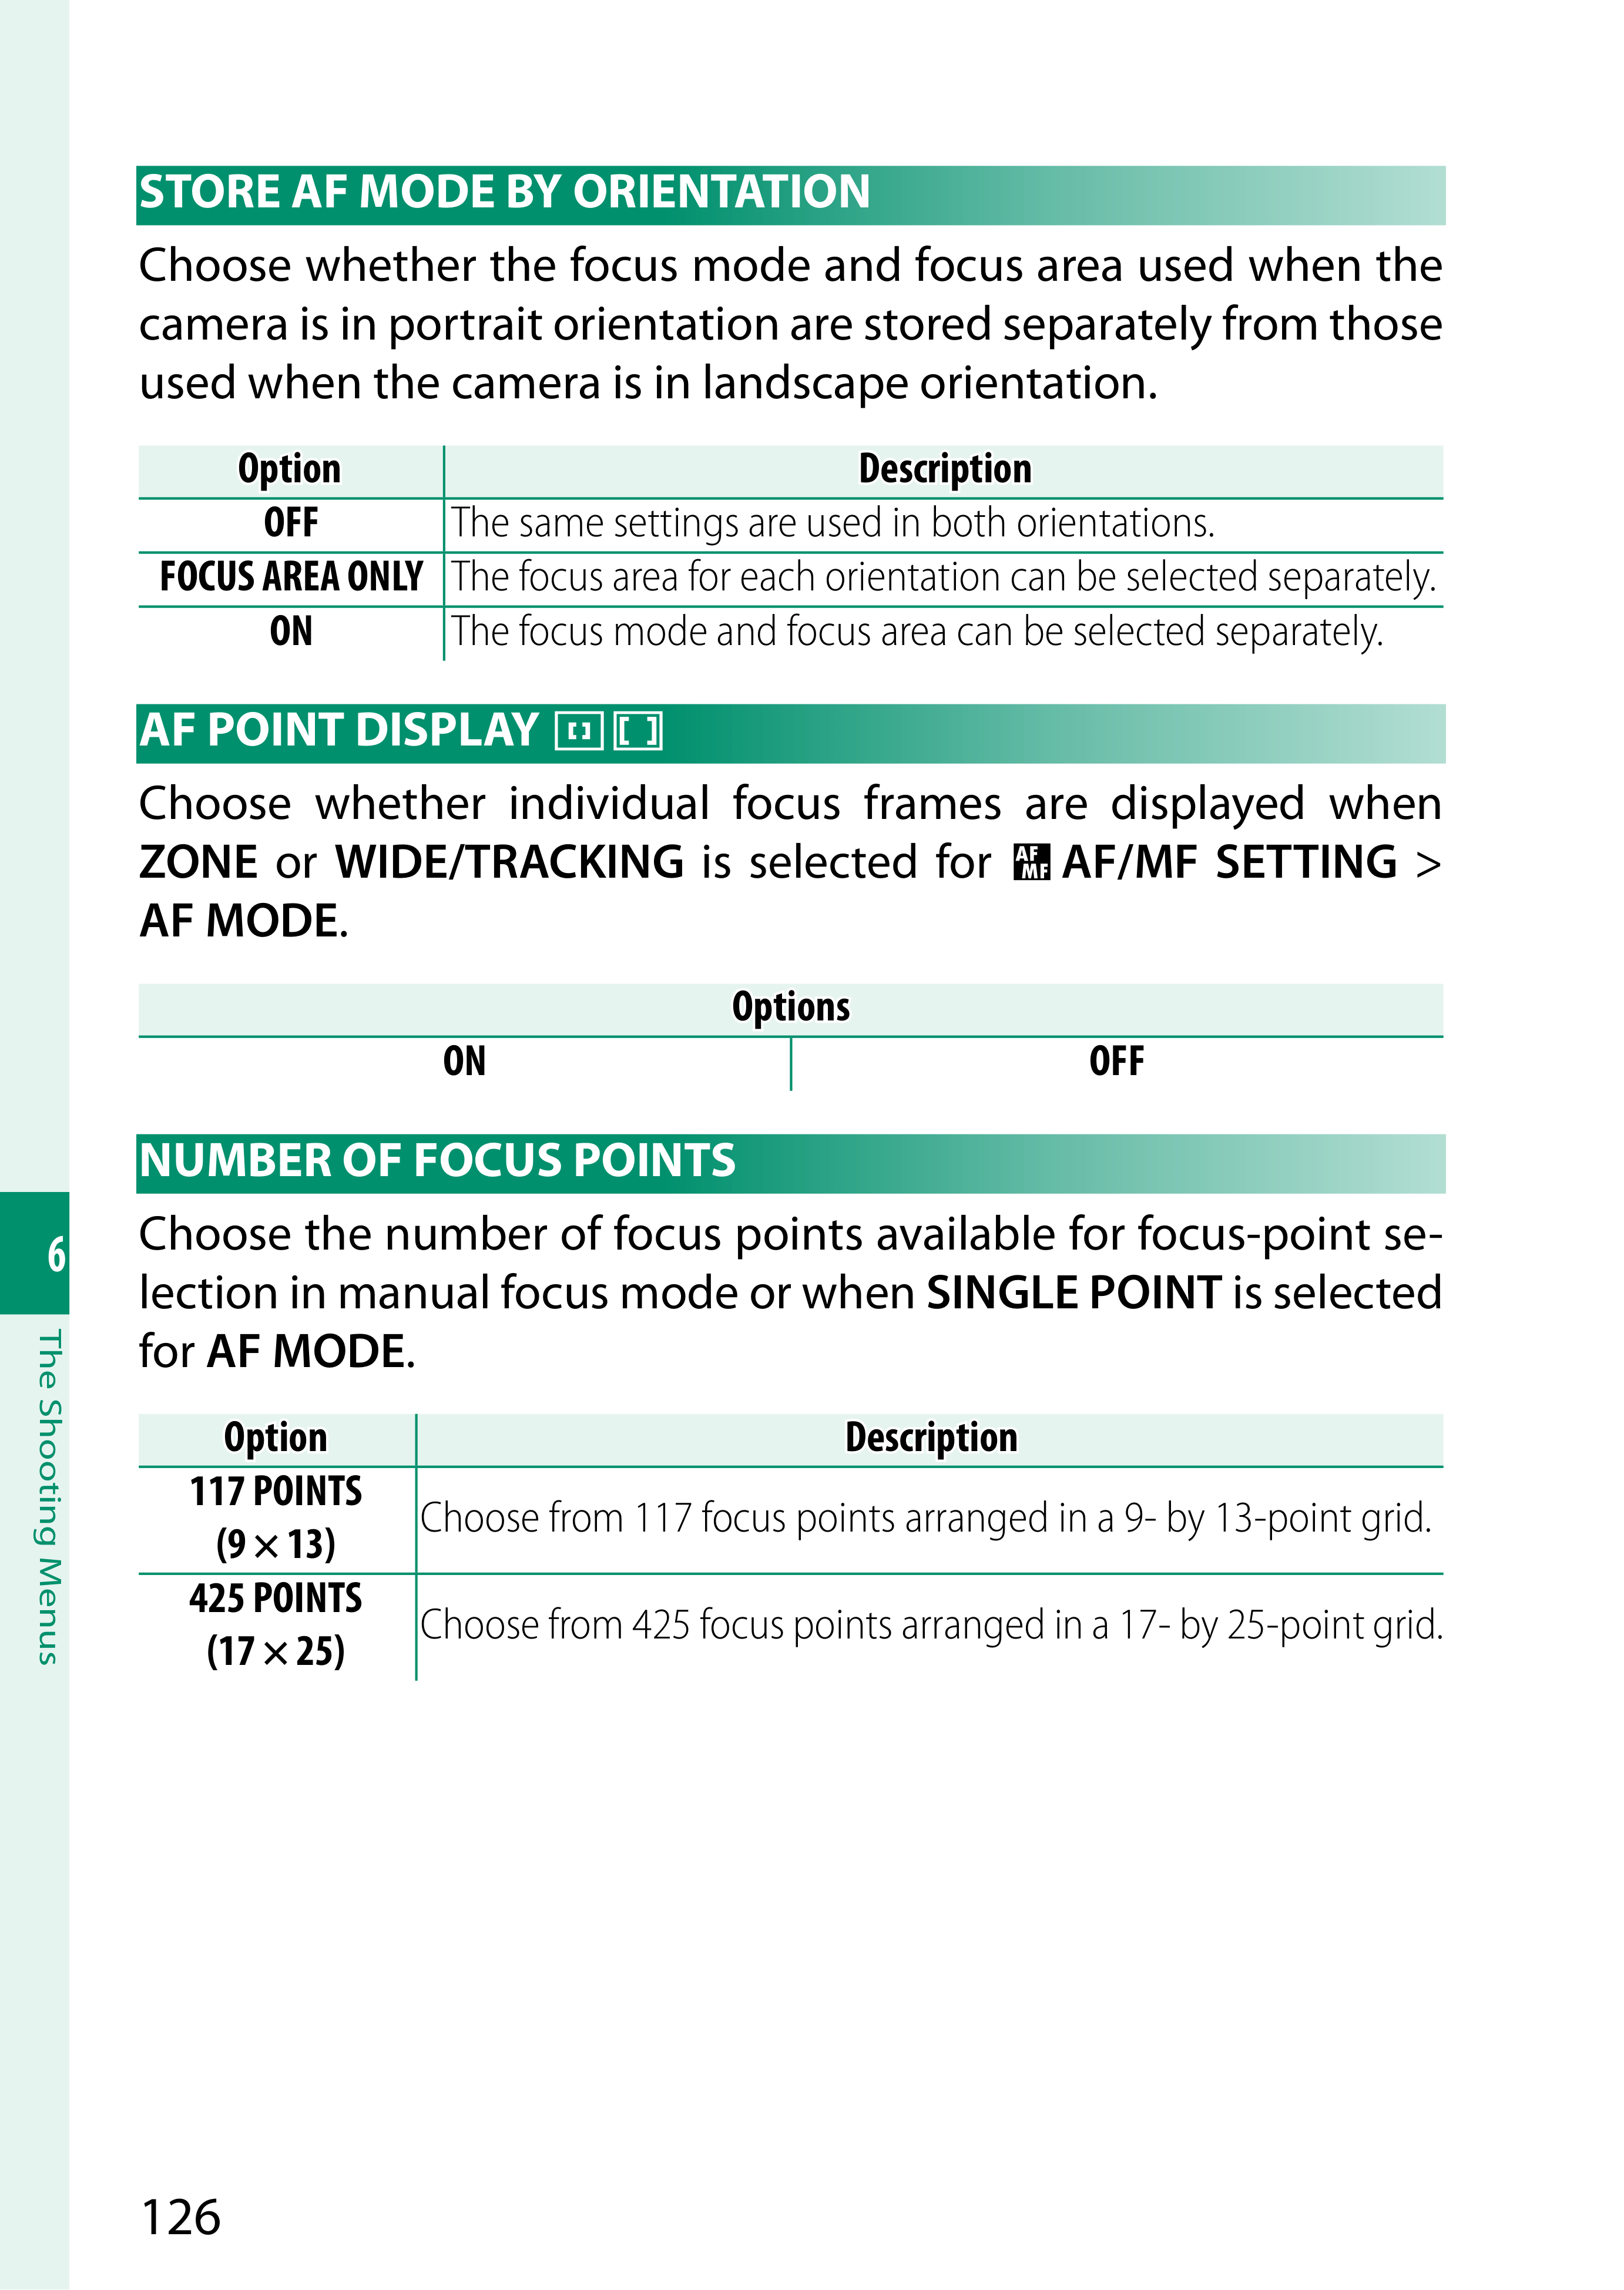 STORE AF MODE BY ORIENTATION
Choose whether the focus mode and focus area used when the
camera is in portrait orientation are stored separately from those
used when the camera is in landscape orientation.
Option Description
OFF The same settings are used in both orientations.
FOCUS AREA ONLY The focus area for each orientation can be selected separately.
ON The focus mode and focus area can be selected separately.
AF POINT DISPLAY
Choose whether individual focus frames are displayed when
ZONE or WIDE/TRACKING is selected for AF MF AF/MF SETTING >
AF MODE.
Options
ON OFF
NUMBER OF FOCUS POINTS
Choose the number of focus points available for focus-point se-
lection in manual focus mode or when SINGLE POINT is selected
for AF MODE.
Option Description
117 POINTS
(9 × 13)
Choose from 117 focus points arranged in a 9- by 13-point grid.
425 POINTS
(17 × 25)
Choose from 425 focus points arranged in a 17- by 25-point grid.
6
The Shooting Menus
126